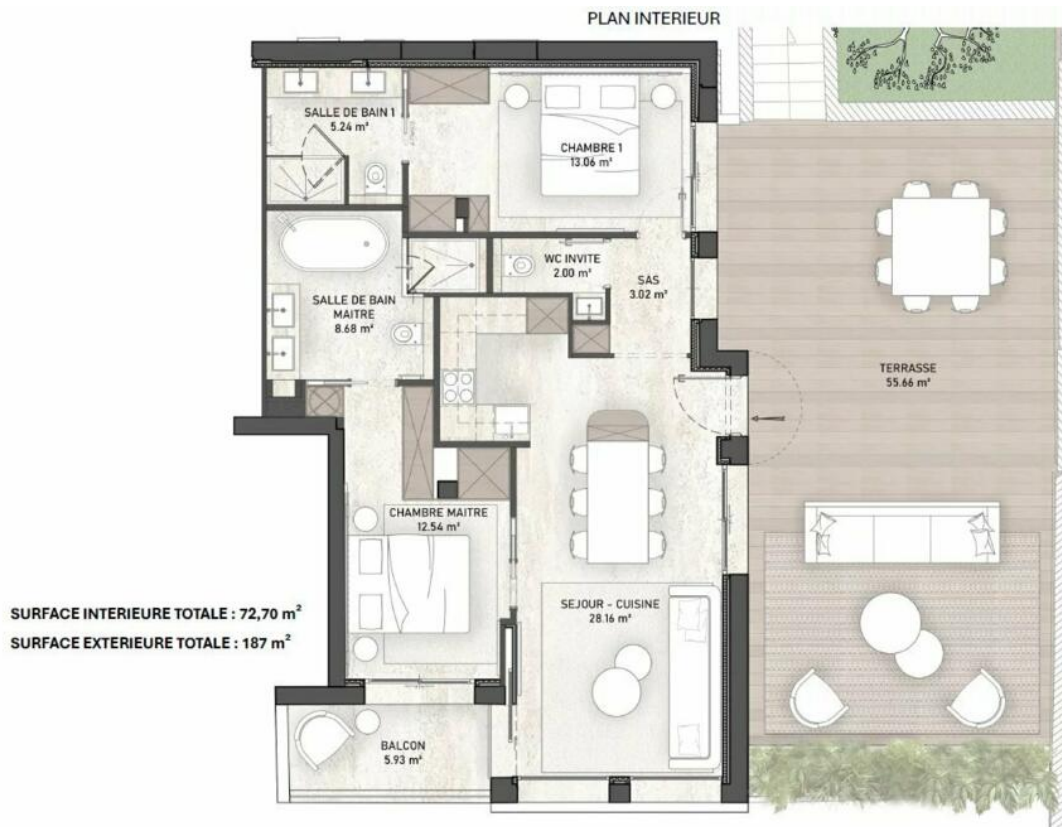 PLAN INTERIEUR
SALLE DE BAIN 1
5.24 m²
CHAMBRE 1
13.06 m²
WC INVITE
2.00 m²
SAS
3.02 m²
SALLE DE BAIN
MAITRE
8.68 m²
TERRASSE
55.66 m²
CHAMBRE MAITRE
12.54 m²
SEJOUR - CUISINE
28.16 m²
SURFACE INTERIEURE TOTALE : 72,70 m²
SURFACE EXTERIEURE TOTALE : 187 m²
BALCON
5.93 m²